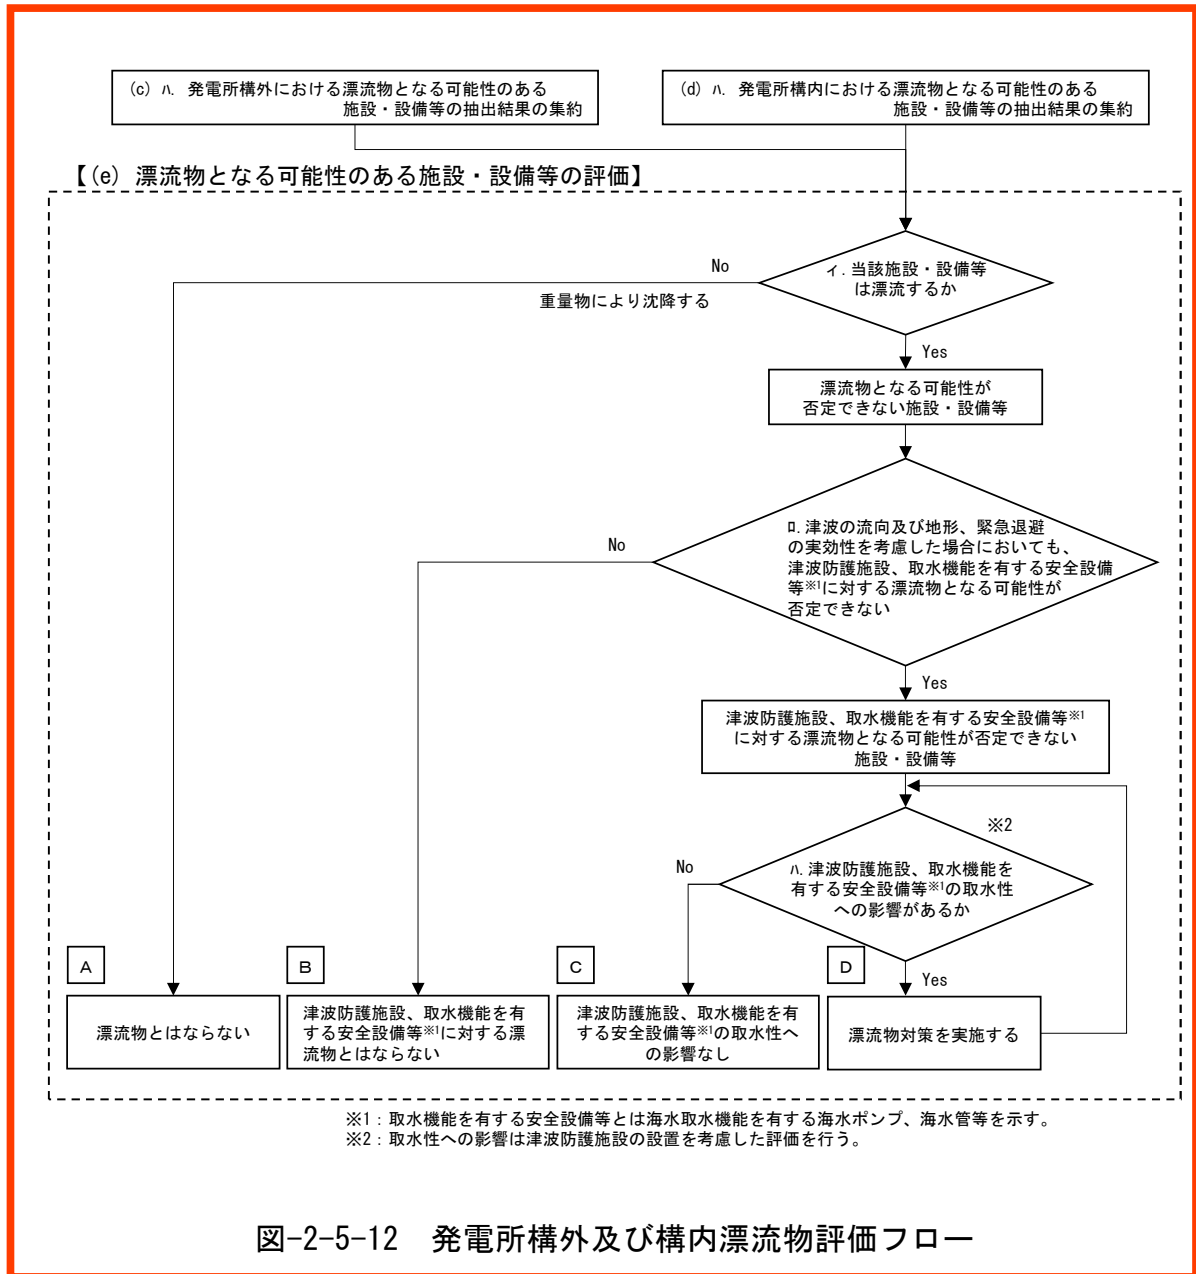 (c) ハ. 発電所構外における漂流物となる可能性のある
施設・設備等の抽出結果の集約
(d) ハ. 発電所構内における漂流物となる可能性のある
施設・設備等の抽出結果の集約
【(e) 漂流物となる可能性のある施設・設備等の評価】
イ. 当該施設・設備等
は漂流するか
No
重量物により沈降する
Yes
漂流物となる可能性が
否定できない施設・設備等
ロ. 津波の流向及び地形、緊急退避
の実効性を考慮した場合においても、
津波防護施設、取水機能を有する安全設備
等※1に対する漂流物となる可能性が
否定できない
No
Yes
津波防護施設、取水機能を有する安全設備等※1
に対する漂流物となる可能性が否定できない
施設・設備等
※2
ハ. 津波防護施設、取水機能を
有する安全設備等※1の取水性
への影響があるか
No
Yes
A
漂流物とはならない
B
津波防護施設、取水機能を有
する安全設備等※1に対する漂
流物とはならない
C
津波防護施設、取水機能を有
する安全設備等※1の取水性へ
の影響なし
D
漂流物対策を実施する
※1：取水機能を有する安全設備等とは海水取水機能を有する海水ポンプ、海水管等を示す。
※2：取水性への影響は津波防護施設の設置を考慮した評価を行う。
図-2-5-12 発電所構外及び構内漂流物評価フロー